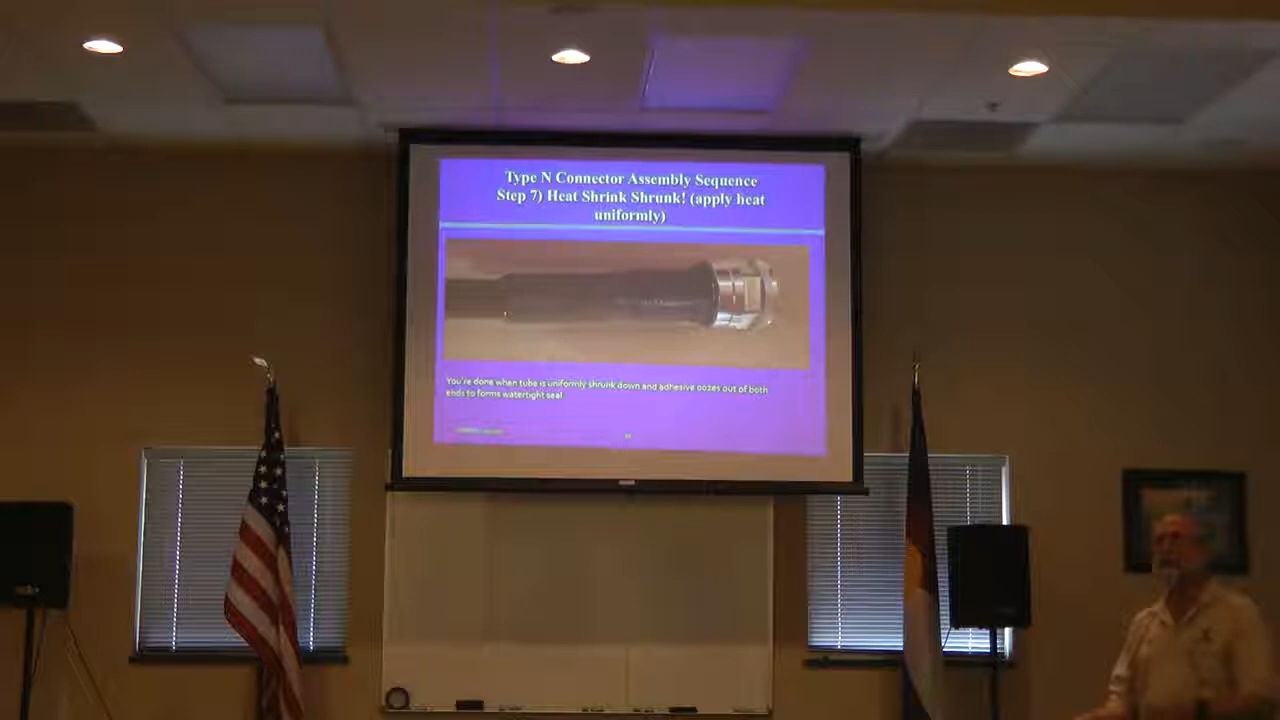 Type N Connector Assembly Sequence
Step 7) Heat Shrink Shrunk! (apply heat
uniformly)
You're done when tube is uniformly shrunk down and adhesive oozes out of both
ends to forms watertight seal